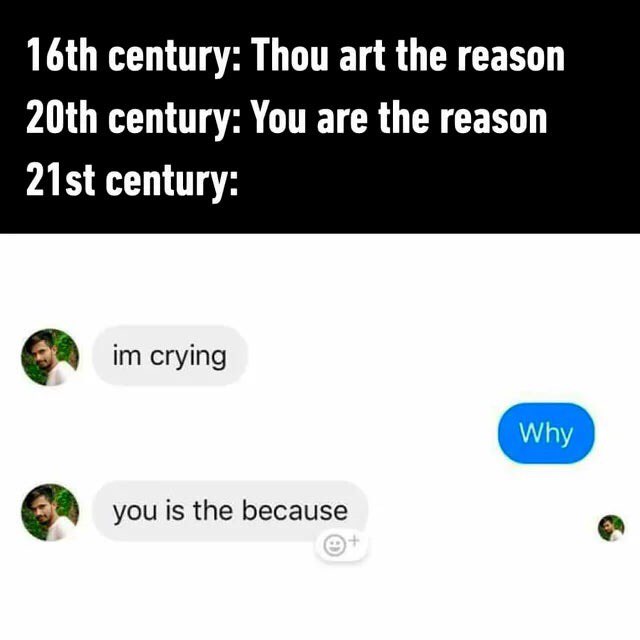 16th century: Thou art the reason
20th century: You are the reason
21st century:
im crying
Why
you is the because